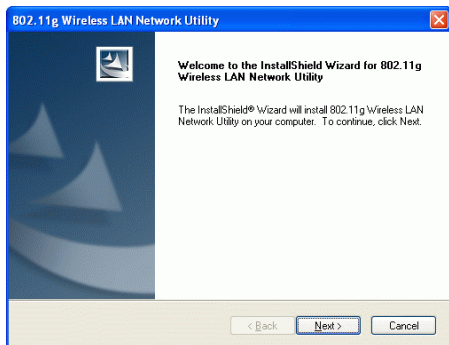 802.11g Wireless LAN Network Utility
Welcome to the InstallShield Wizard for 802.11g
Wireless LAN Network Utility
The InstallShield® Wizard will install 802.11g Wireless LAN
Network Utility on your computer. To continue, click Next.
< Back
Next >
Cancel